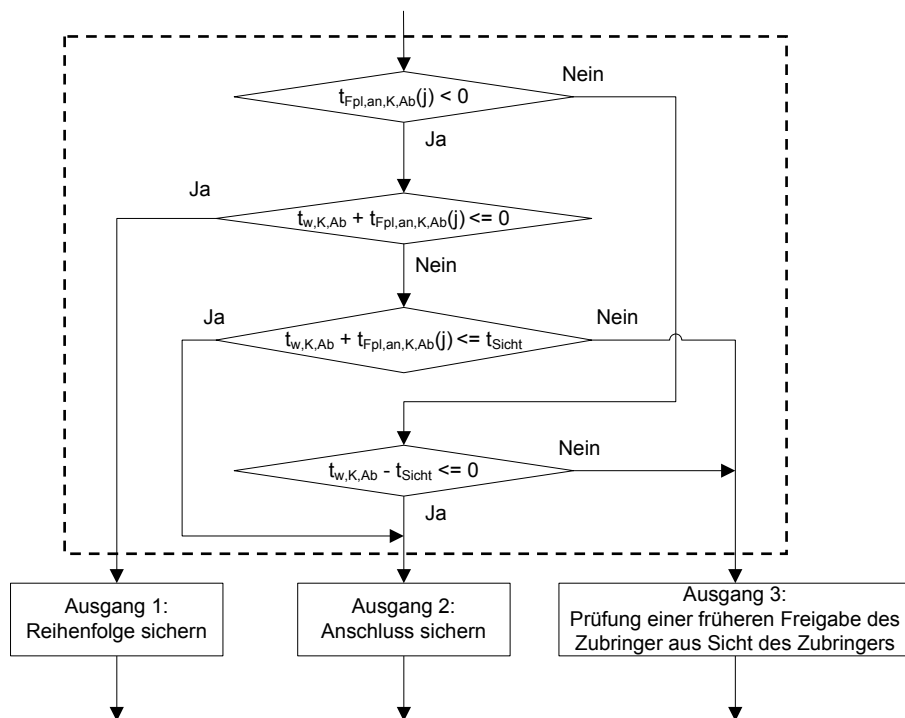 Nein
t_Fpl,an,K,Ab(j) < 0
Ja
Ja
t_w,K,Ab + t_Fpl,an,K,Ab(j) <= 0
Nein
Ja
Nein
t_w,K,Ab + t_Fpl,an,K,Ab(j) <= t_Sicht
Nein
t_w,K,Ab - t_Sicht <= 0
Ja
Ausgang 1:
Reihenfolge sichern
Ausgang 2:
Anschluss sichern
Ausgang 3:
Prüfung einer früheren Freigabe des
Zubringer aus Sicht des Zubringers